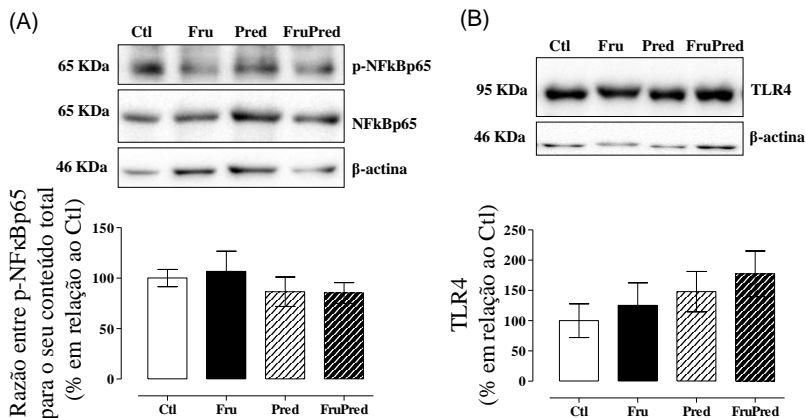 (A)
Ctl Fru Pred FruPred
65 KDa p-NFkBp65
65 KDa NFkBp65
46 KDa β-actina
Razão entre p-NFκBp65
para o seu conteúdo total
(% em relação ao Ctl)
150
100
50
0
Ctl Fru Pred FruPred
(B)
Ctl Fru Pred FruPred
95 KDa TLR4
46 KDa β-actina
TLR4
(% em relação ao Ctl)
250
200
150
100
50
0
Ctl Fru Pred FruPred